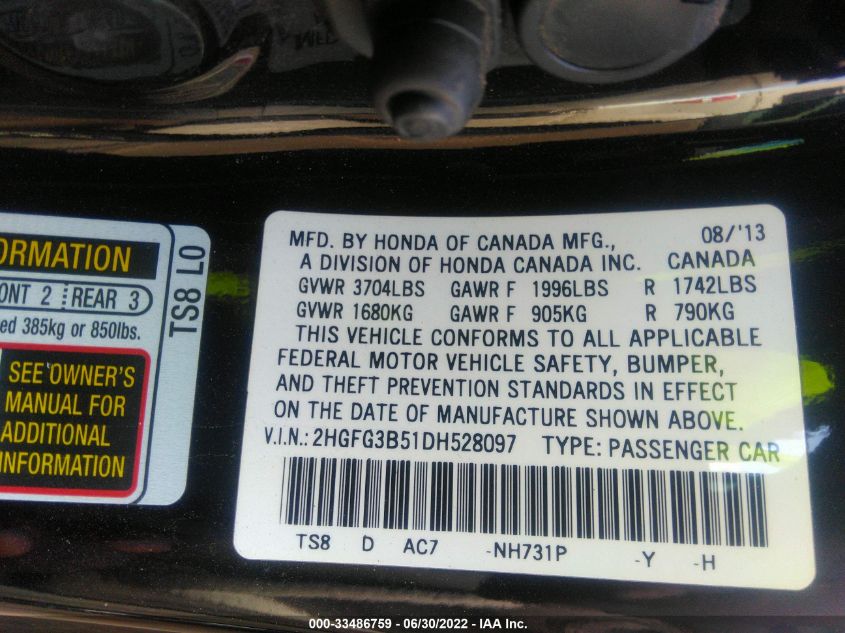 ORMATION
ONT 2 REAR 3
ed 385kg or 850lbs.
SEE OWNER'S
MANUAL FOR
ADDITIONAL
INFORMATION
TS8 L0
MFD. BY HONDA OF CANADA MFG., 08/'13
A DIVISION OF HONDA CANADA INC. CANADA
GVWR 3704LBS GAWR F 1996LBS R 1742LBS
GVWR 1680KG GAWR F 905KG R 790KG
THIS VEHICLE CONFORMS TO ALL APPLICABLE
FEDERAL MOTOR VEHICLE SAFETY, BUMPER,
AND THEFT PREVENTION STANDARDS IN EFFECT
ON THE DATE OF MANUFACTURE SHOWN ABOVE.
V.I.N.: 2HGFG3B51DH528097 TYPE: PASSENGER CAR
TS8 D AC7 -NH731P -Y -H
000-33486759 — 06/30/2022 - IAA Inc.